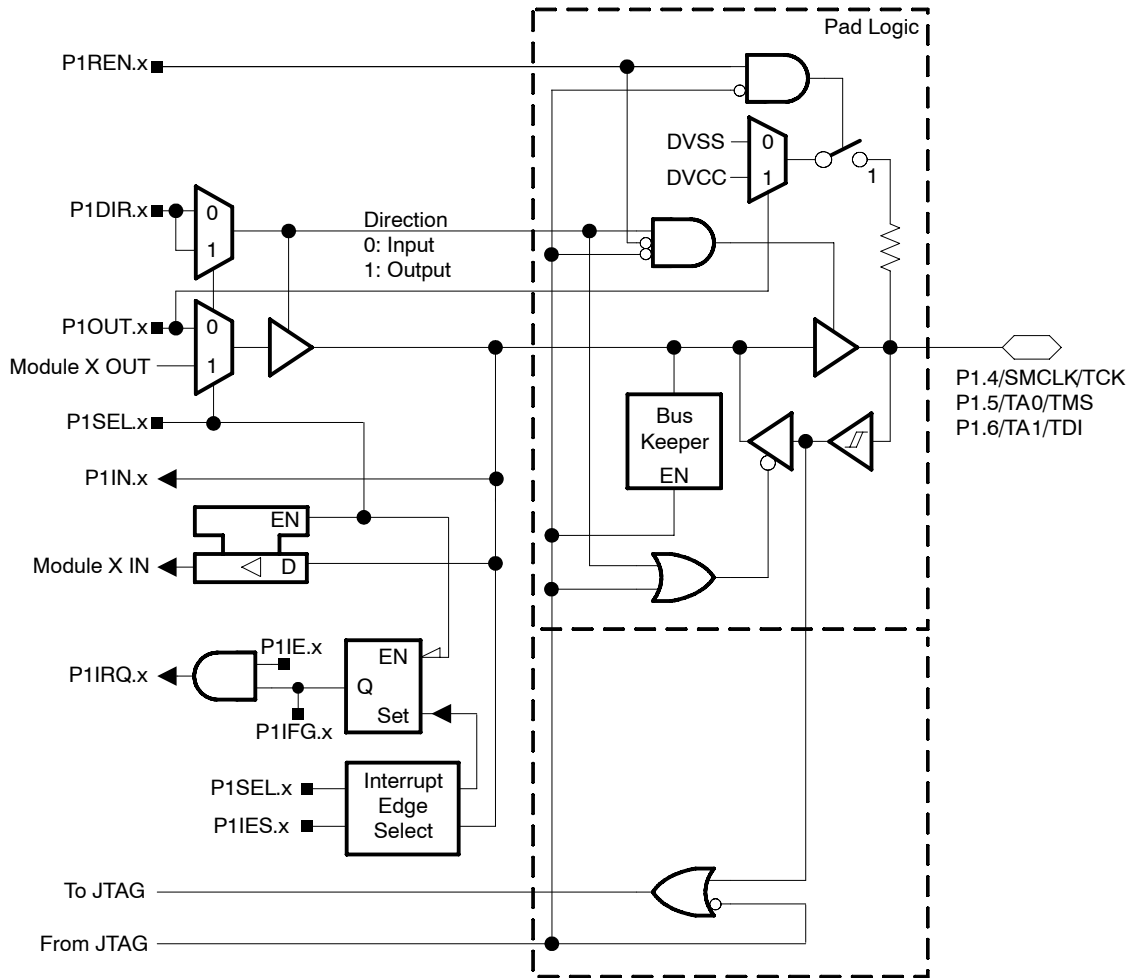 Pad Logic
P1REN.x
DVSS
0
DVCC
1
1
P1DIR.x
0
1
Direction
0: Input
1: Output
P1OUT.x
0
Module X OUT
1
P1SEL.x
P1.4/SMCLK/TCK
P1.5/TA0/TMS
P1.6/TA1/TDI
Bus
Keeper
EN
P1IN.x
EN
Module X IN
D
P1IE.x
P1IRQ.x
EN
Q
Set
P1IFG.x
P1SEL.x
P1IES.x
Interrupt
Edge
Select
To JTAG
From JTAG